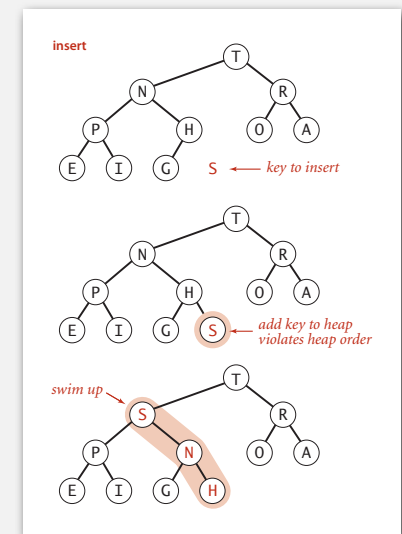 insert
T
N R
P H O A
E I G S key to insert
T
N R
P H O A
E I G S add key to heap
violates heap order
swim up T
S R
P N O A
E I G H